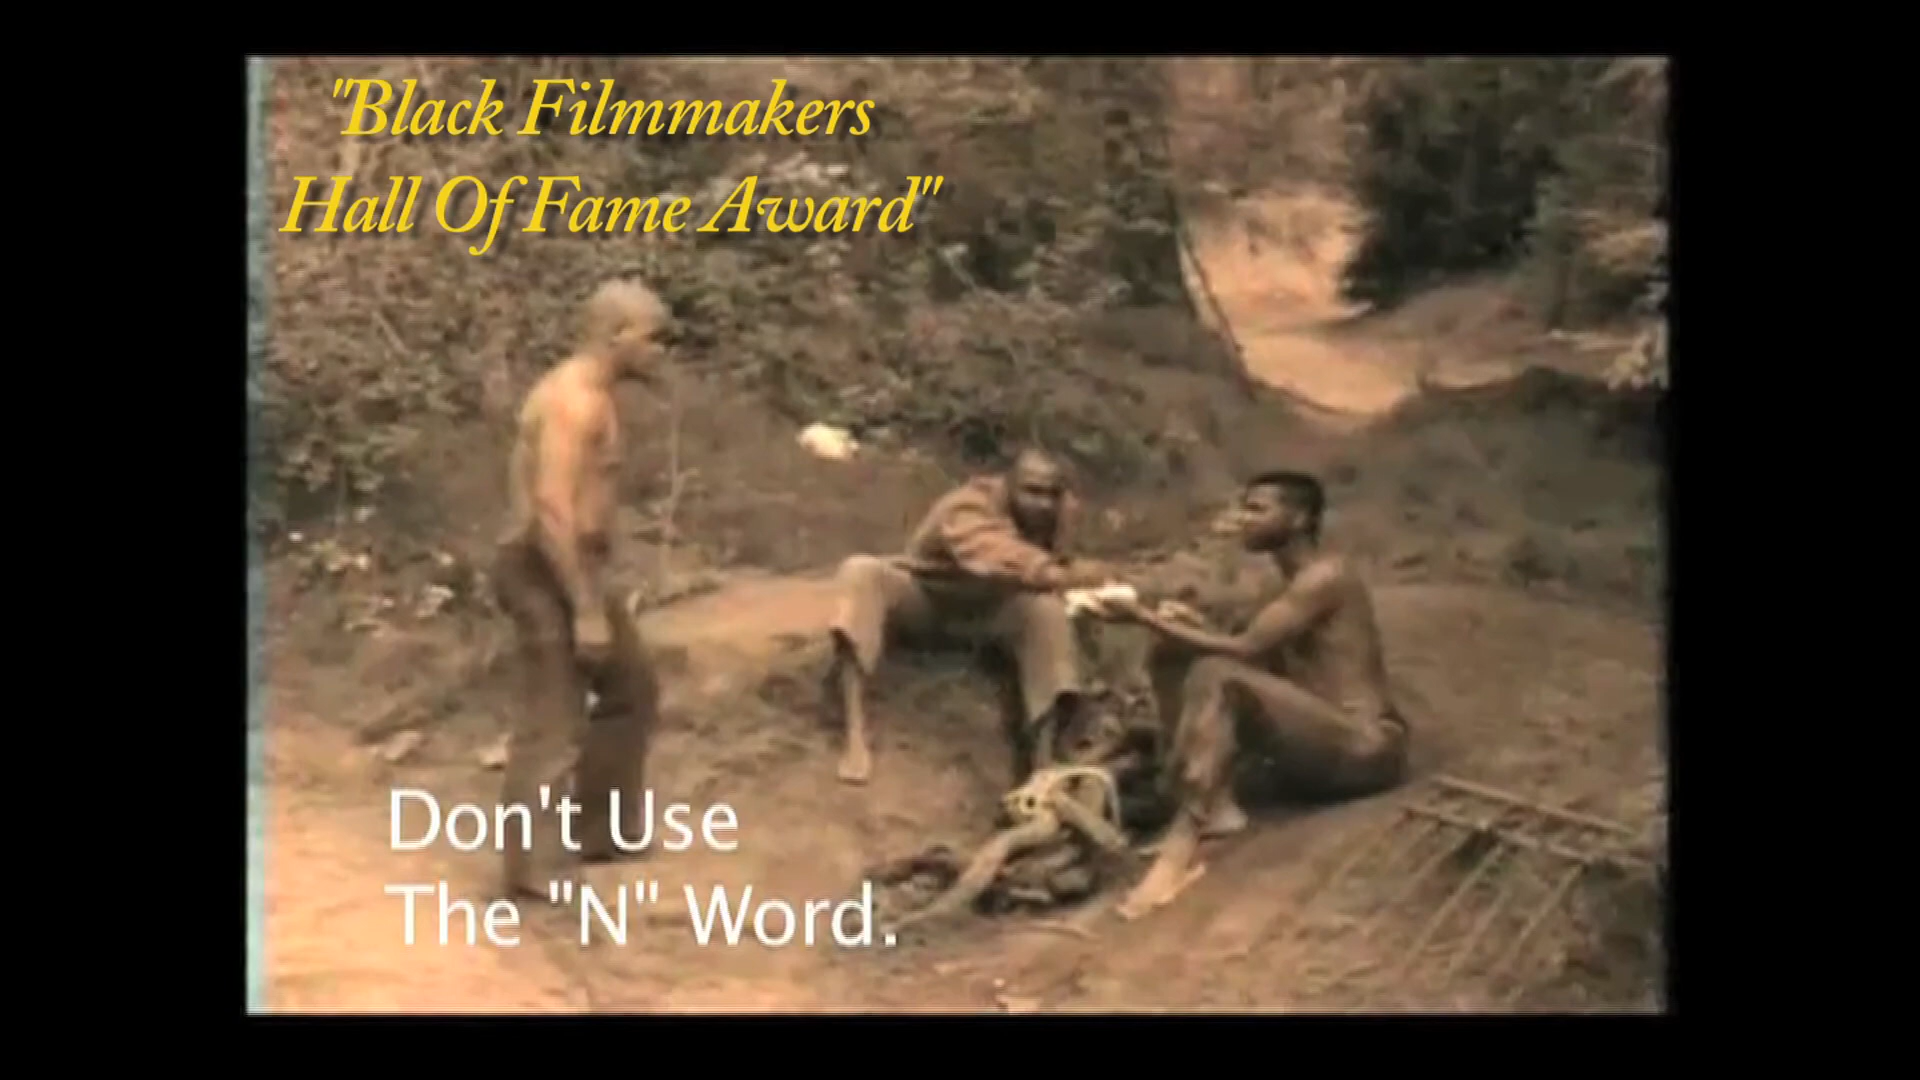 "Black Filmmakers
Hall Of Fame Award"
Don't Use
The "N" Word.